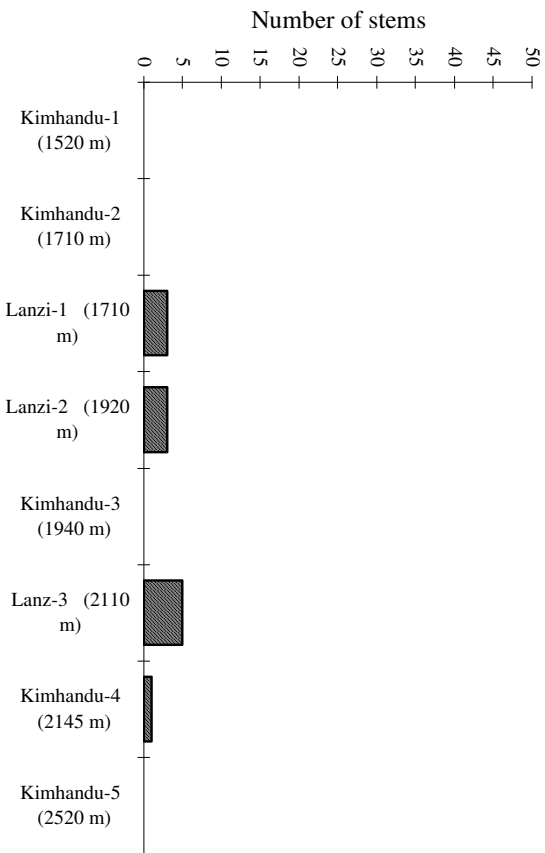 Number of stems
0 5 10 15 20 25 30 35 40 45 50
Kimhandu-1
(1520 m)
Kimhandu-2
(1710 m)
Lanzi-1 (1710
m)
Lanzi-2 (1920
m)
Kimhandu-3
(1940 m)
Lanz-3 (2110
m)
Kimhandu-4
(2145 m)
Kimhandu-5
(2520 m)